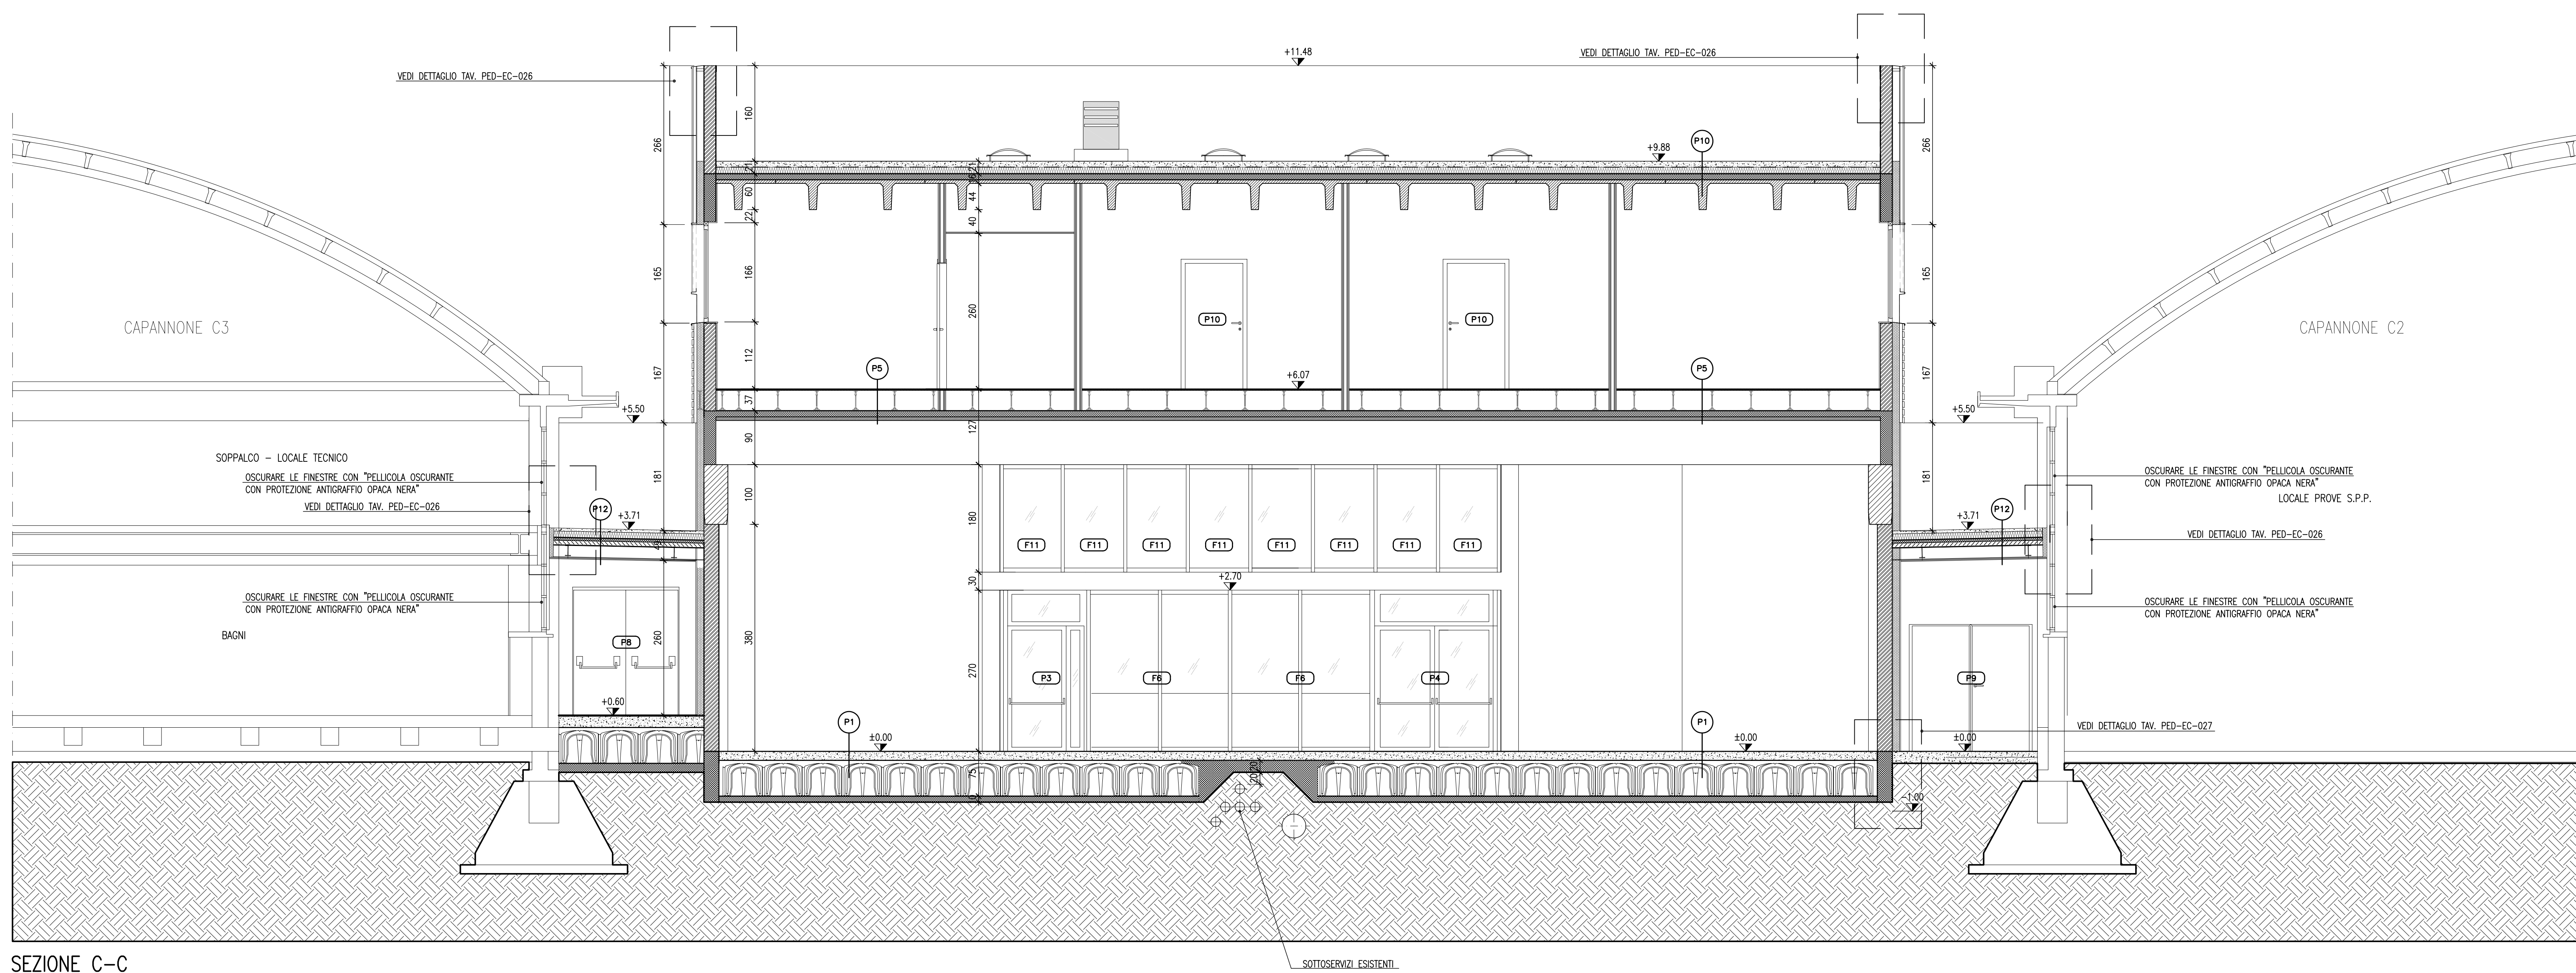 +11.48
VEDI DETTAGLIO TAV. PED-EC-026
VEDI DETTAGLIO TAV. PED-EC-026
160
266
266
P10
+9.88
21
16 21
60
44
22
40
CAPANNONE C3
CAPANNONE C2
165
166
260
165
P10
P10
167
112
P5
+6.07
P5
167
37
+5.50
+5.50
90
127
SOPPALCO - LOCALE TECNICO
OSCURARE LE FINESTRE CON "PELLICOLA OSCURANTE
CON PROTEZIONE ANTIGRAFFIO OPACA NERA"
VEDI DETTAGLIO TAV. PED-EC-026
181
100
180
181
OSCURARE LE FINESTRE CON "PELLICOLA OSCURANTE
CON PROTEZIONE ANTIGRAFFIO OPACA NERA"
LOCALE PROVE S.P.P.
P12
+3.71
P12
+3.71
VEDI DETTAGLIO TAV. PED-EC-026
F11
F11
F11
F11
F11
F11
F11
F11
30
+2.70
OSCURARE LE FINESTRE CON "PELLICOLA OSCURANTE
CON PROTEZIONE ANTIGRAFFIO OPACA NERA"
OSCURARE LE FINESTRE CON "PELLICOLA OSCURANTE
CON PROTEZIONE ANTIGRAFFIO OPACA NERA"
BAGNI
P8
260
380
270
P3
F6
F6
P4
P9
+0.60
P1
P1
VEDI DETTAGLIO TAV. PED-EC-027
±0.00
±0.00
±0.00
75
20 20
-1.00
SEZIONE C-C
SOTTOSERVIZI ESISTENTI